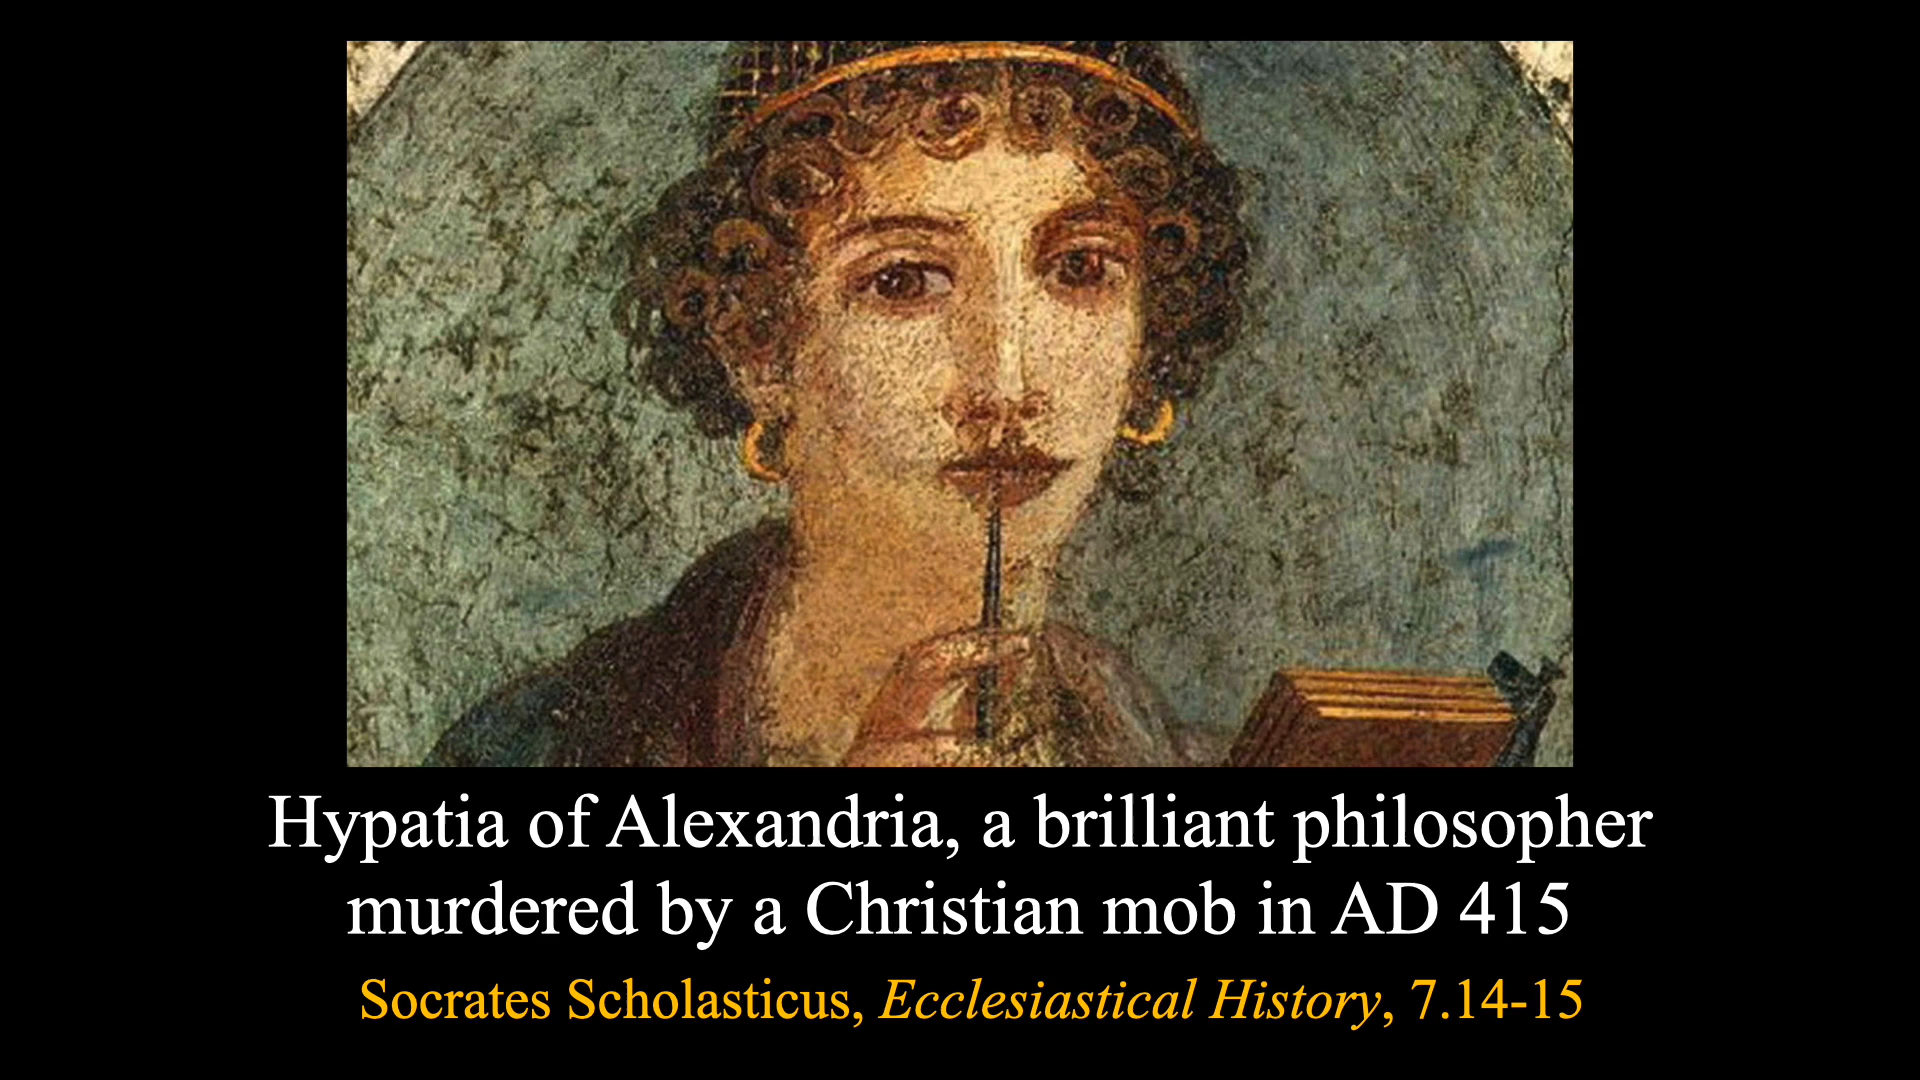 Hypatia of Alexandria, a brilliant philosopher
murdered by a Christian mob in AD 415
Socrates Scholasticus, Ecclesiastical History, 7.14-15